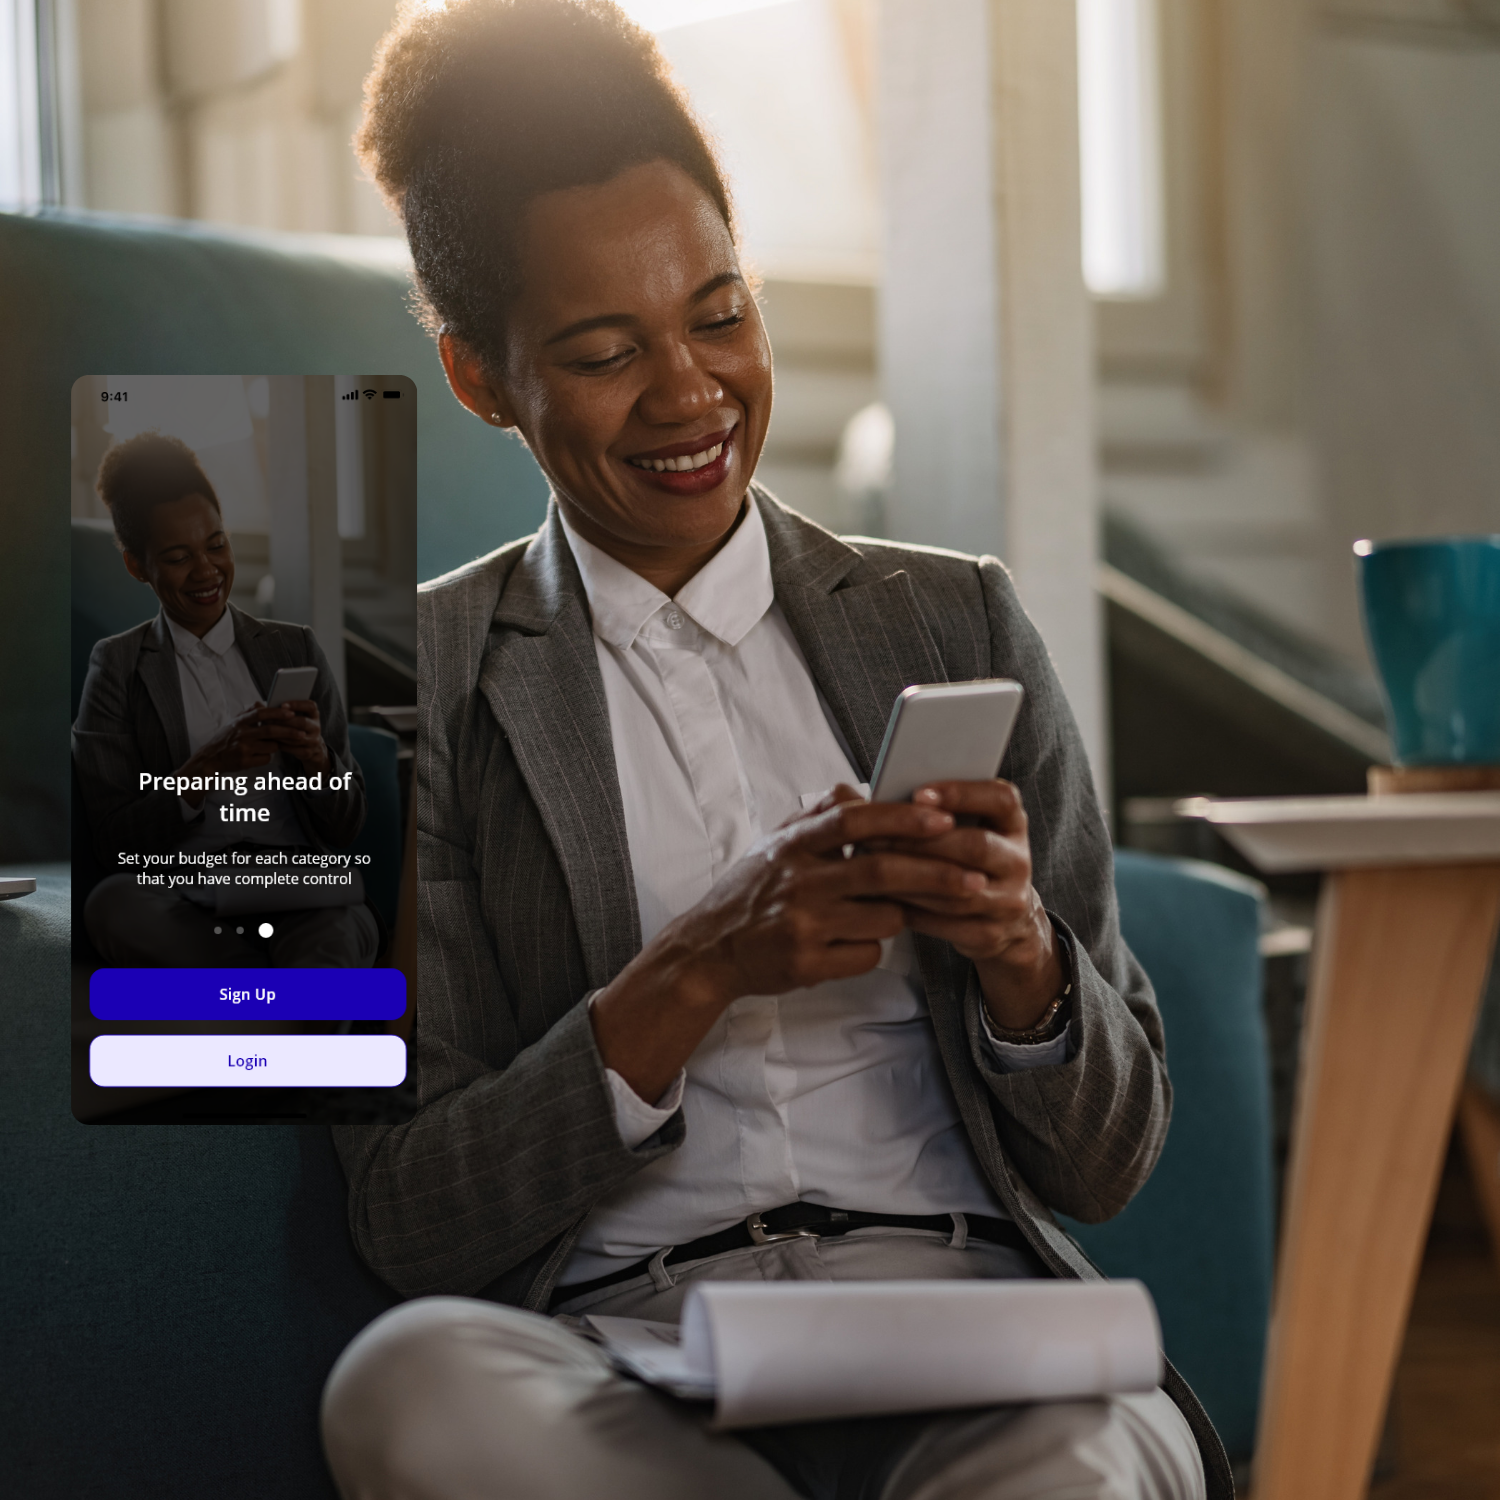 9:41
Preparing ahead of
time
Set your budget for each category so
that you have complete control
Sign Up
Login